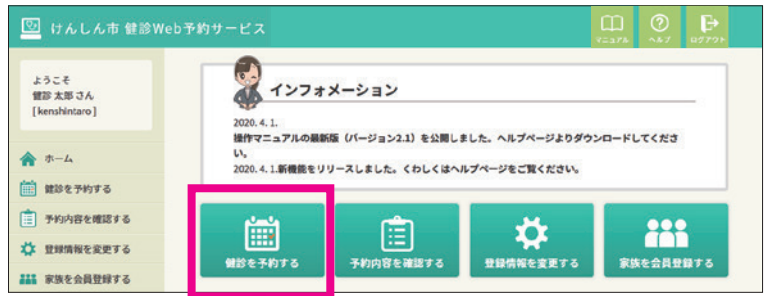 けんしん市 健診Web予約サービス
マニュアル
ヘルプ
ログアウト
ようこそ
健診 太郎 さん
[ kenshintaro ]
ホーム
健診を予約する
予約内容を確認する
登録情報を変更する
家族を会員登録する
インフォメーション
2020. 4. 1.
操作マニュアルの最新版（バージョン2.1）を公開しました。ヘルプページよりダウンロードしてくださ
い。
2020. 4. 1.新機能をリリースしました。くわしくはヘルプページをご覧ください。
健診を予約する
予約内容を確認する
登録情報を変更する
家族を会員登録する